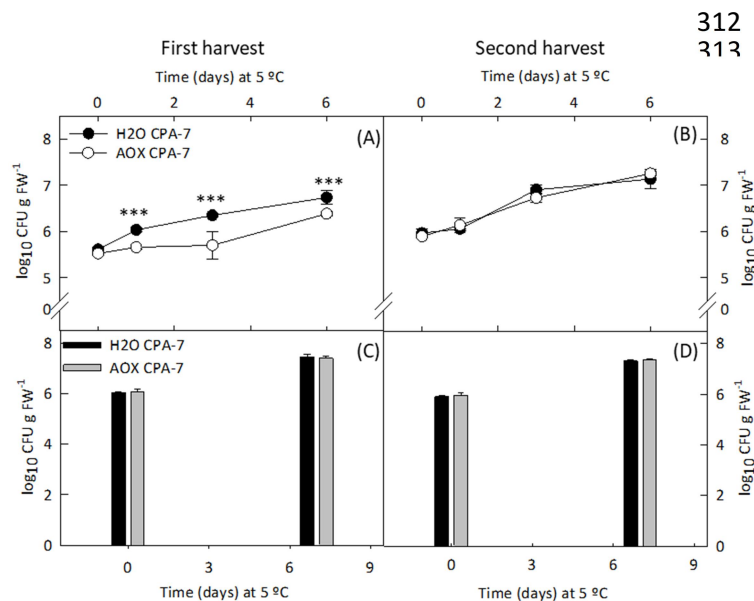 312
313
First harvest
Second harvest
Time (days) at 5 ºC
Time (days) at 5 ºC
0 2 4 6
0 2 4 6
8
7
6
5
0
log10 CFU g FW-1
H2O CPA-7
AOX CPA-7
(A)
***
***
***
(B)
8
7
6
5
0
log10 CFU g FW-1
8
6
4
2
0
log10 CFU g FW-1
H2O CPA-7
AOX CPA-7
(C)
(D)
8
6
4
2
0
log10 CFU g FW-1
0 3 6 9
0 3 6 9
Time (days) at 5 ºC
Time (days) at 5 ºC